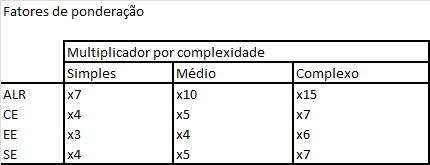 Fatores de ponderação
Multiplicador por complexidade
Simples Médio Complexo
ALR x7 x10 x15
CE x4 x5 x7
EE x3 x4 x6
SE x4 x5 x7